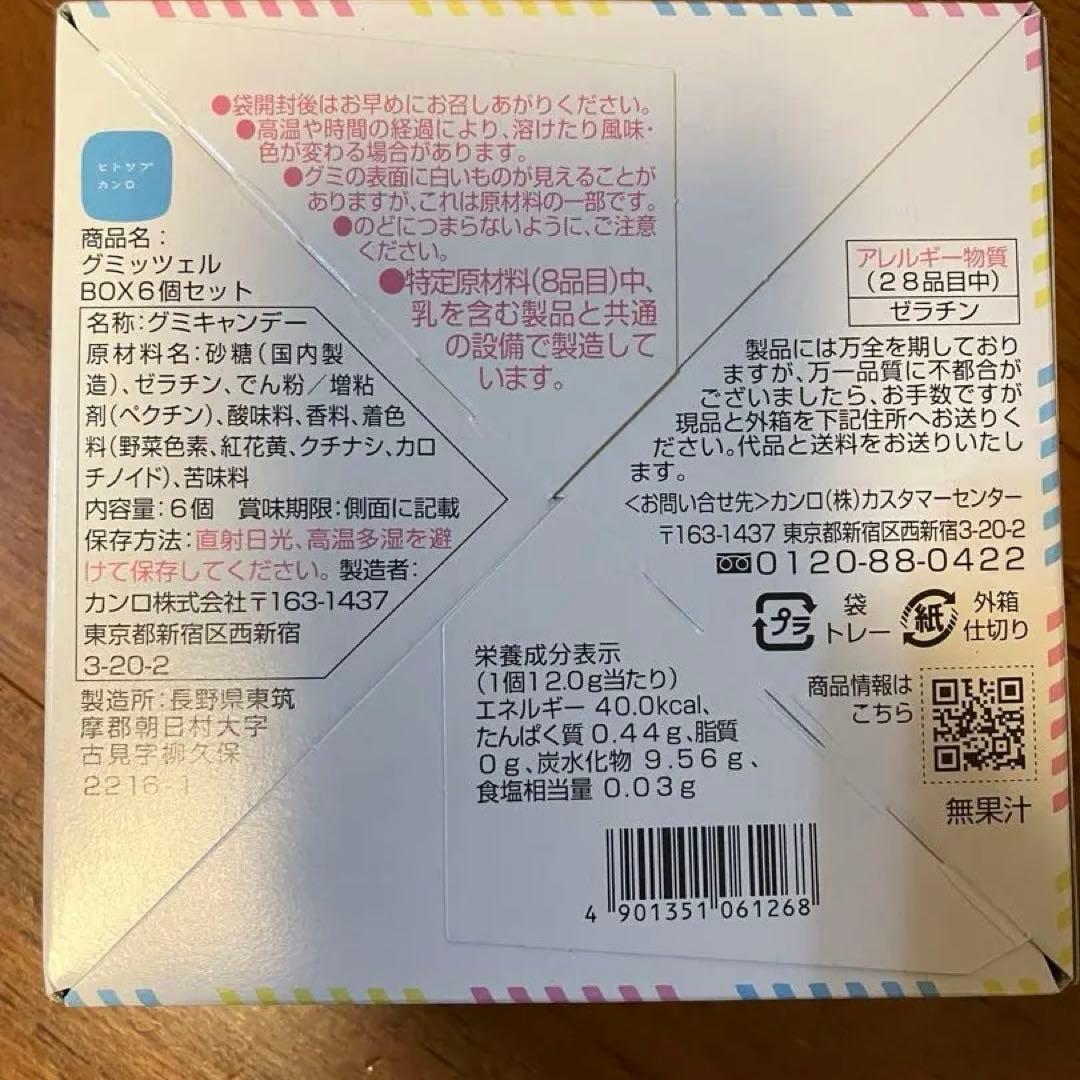 ●袋開封後はお早めにお召しあがりください。
●高温や時間の経過により、溶けたり風味・
色が変わる場合があります。
●グミの表面に白いものが見えることが
ありますが、これは原材料の一部です。
●のどにつまらないように、ご注意
ください。
●特定原材料(8品目)中、
乳を含む製品と共通
の設備で製造して
います。
ヒトツブ
カンロ
商品名：
グミッツェル
BOX6個セット
名称：グミキャンデー
原材料名：砂糖(国内製
造)、ゼラチン、でん粉／増粘
剤(ペクチン)、酸味料、香料、着色
料(野菜色素、紅花黄、クチナシ、カロ
チノイド)、苦味料
内容量：6個　賞味期限：側面に記載
保存方法：直射日光、高温多湿を避
けて保存してください。製造者：
カンロ株式会社〒163-1437
東京都新宿区西新宿
3-20-2
製造所：長野県東筑
摩郡朝日村大字
古見字柳久保
2216-1
アレルギー物質
(28品目中)
ゼラチン
製品には万全を期しており
ますが、万一品質に不都合が
ございましたら、お手数ですが
現品と外箱を下記住所へお送りく
ださい。代品と送料をお送りいたし
ます。
＜お問い合せ先＞カンロ(株)カスタマーセンター
〒163-1437 東京都新宿区西新宿3-20-2
0120-88-0422
プラ
袋
トレー
紙
外箱
仕切り
商品情報は
こちら
無果汁
栄養成分表示
(1個12.0g当たり)
エネルギー 40.0kcal、
たんぱく質 0.44g、脂質
0g、炭水化物 9.56g、
食塩相当量 0.03g
4 901351 061268